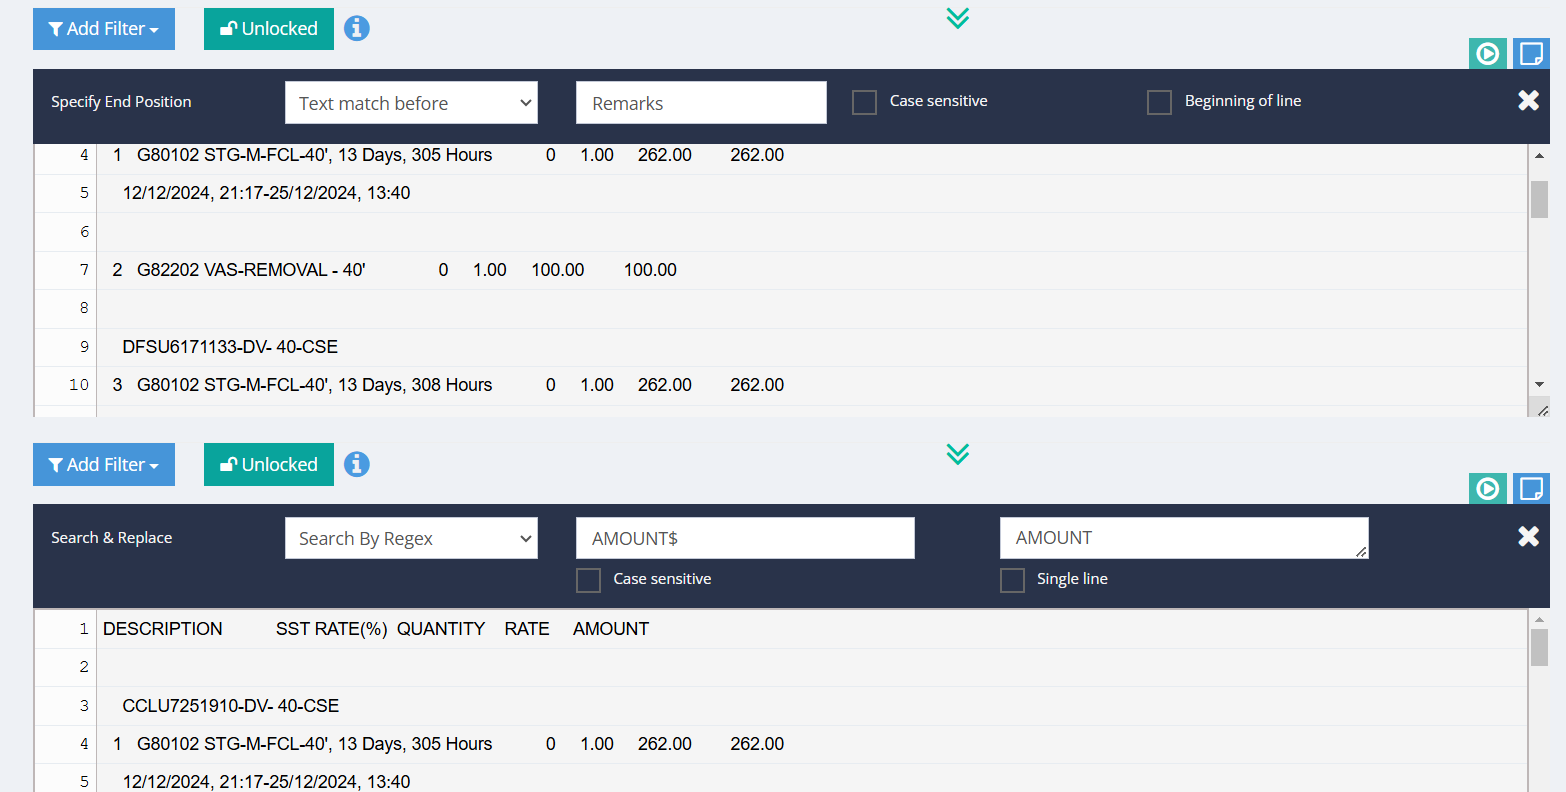 Add Filter Unlocked
Specify End Position Text match before Remarks Case sensitive Beginning of line
4 1 G80102 STG-M-FCL-40', 13 Days, 305 Hours 0 1.00 262.00 262.00
5 12/12/2024, 21:17-25/12/2024, 13:40
6
7 2 G82202 VAS-REMOVAL - 40' 0 1.00 100.00 100.00
8
9 DFSU6171133-DV- 40-CSE
10 3 G80102 STG-M-FCL-40', 13 Days, 308 Hours 0 1.00 262.00 262.00
Add Filter Unlocked
Search & Replace Search By Regex AMOUNT$ AMOUNT
Case sensitive Single line
1 DESCRIPTION SST RATE(%) QUANTITY RATE AMOUNT
2
3 CCLU7251910-DV- 40-CSE
4 1 G80102 STG-M-FCL-40', 13 Days, 305 Hours 0 1.00 262.00 262.00
5 12/12/2024, 21:17-25/12/2024, 13:40